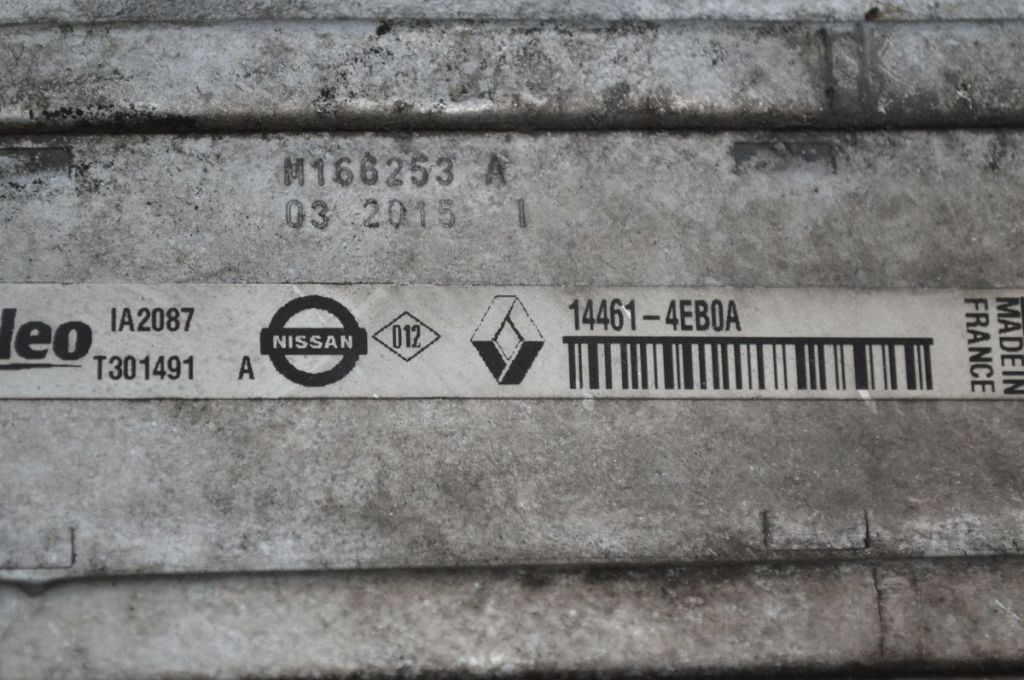 M166253 A
03 2015 1
leo
IA2087
T301491 A
NISSAN
012
14461-4EB0A
MADE IN
FRANCE